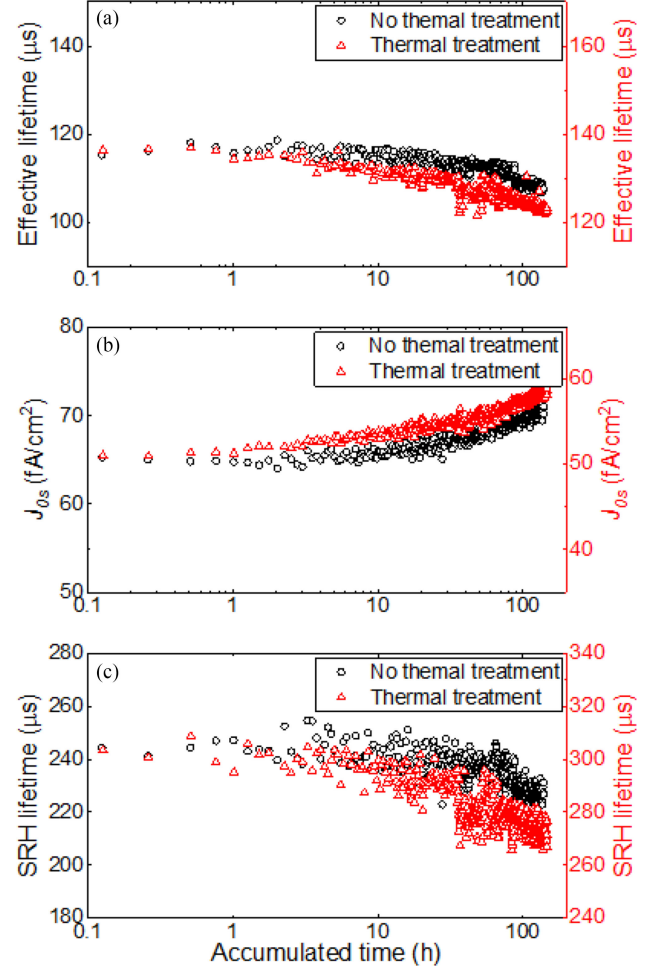 (a)
No themal treatment
Thermal treatment
Effective lifetime (μs)
140
120
100
160
140
120
Effective lifetime (μs)
0.1
1
10
100
(b)
No themal treatment
Thermal treatment
J0s (fA/cm²)
80
70
60
50
60
50
40
J0s (fA/cm²)
0.1
1
10
100
(c)
No themal treatment
Thermal treatment
SRH lifetime (μs)
280
260
240
220
200
180
340
320
300
280
260
240
SRH lifetime (μs)
0.1
1
10
100
Accumulated time (h)